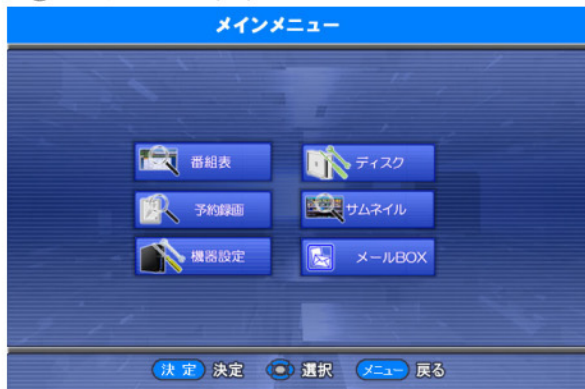 メインメニュー
番組表
ディスク
予約録画
サムネイル
機器設定
メールBOX
決定 決定 選択 メニュー 戻る